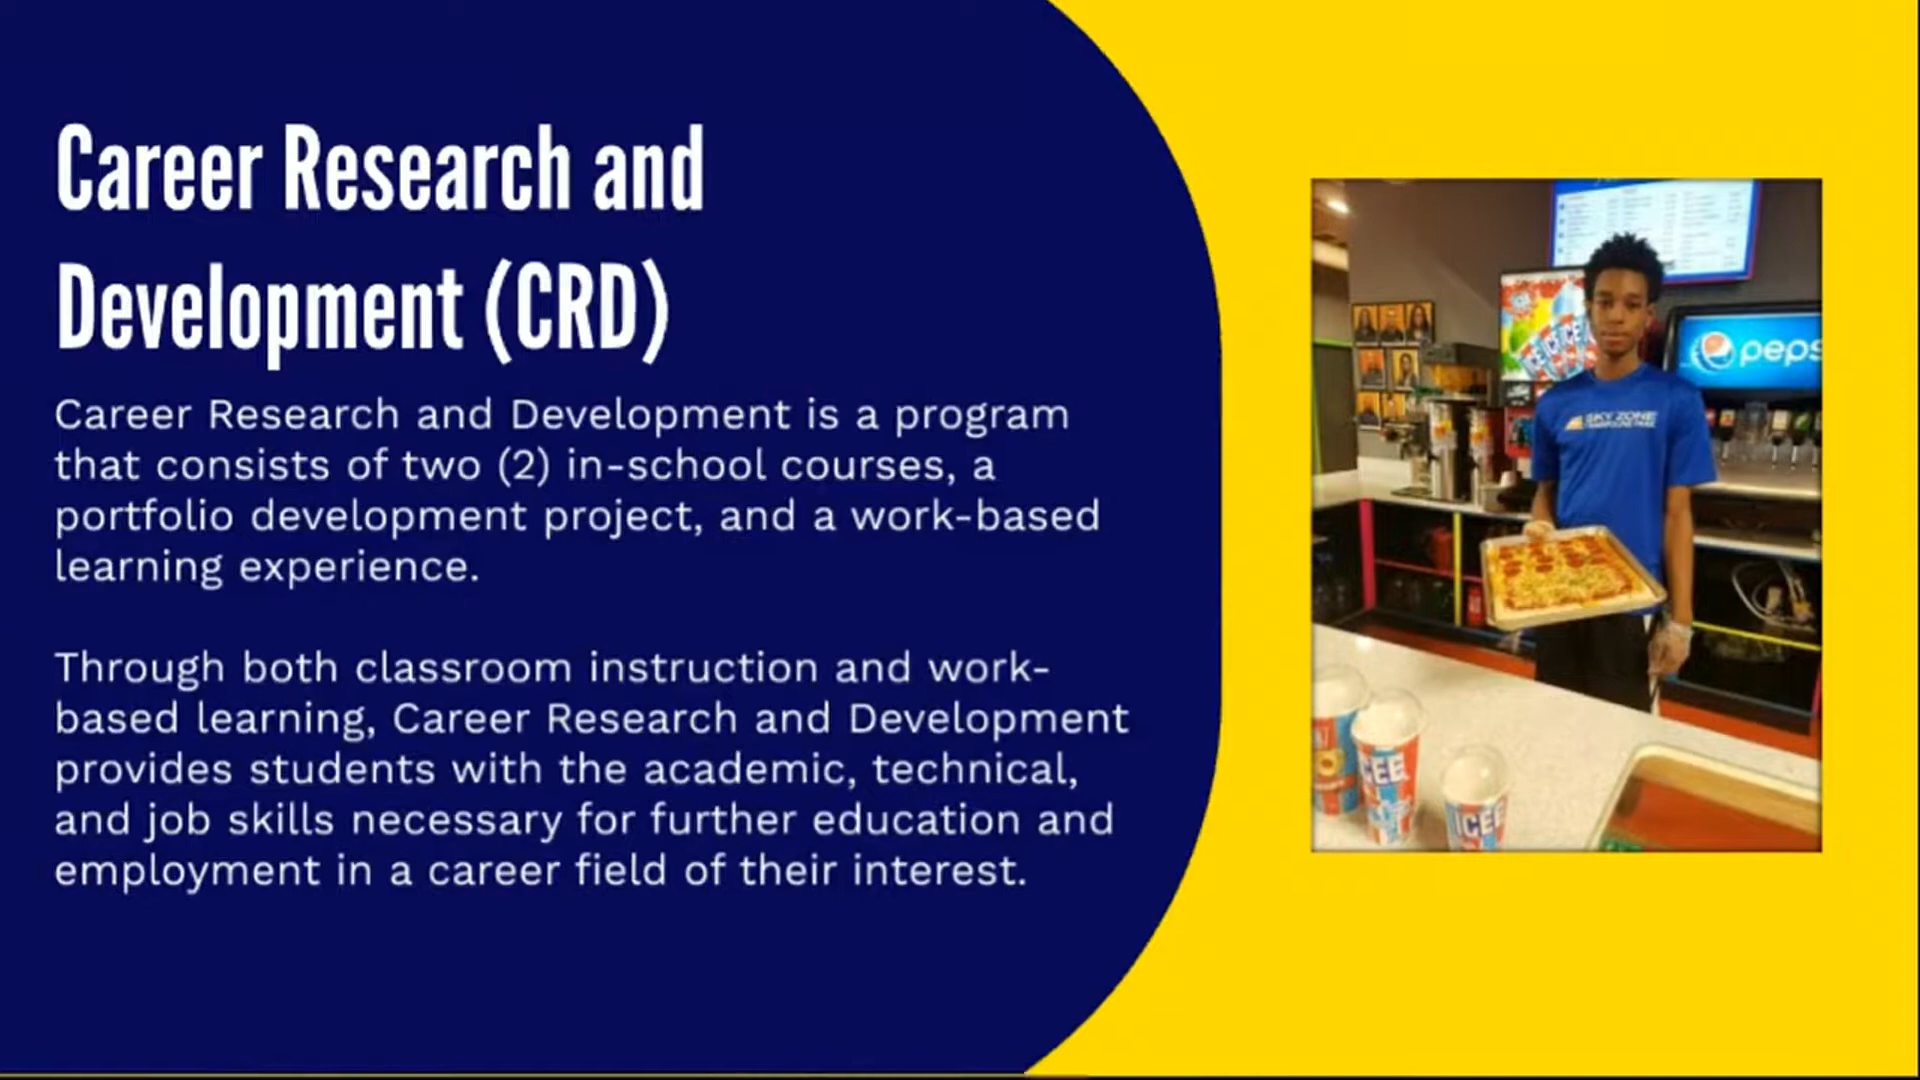 Career Research and
Development (CRD)
Career Research and Development is a program
that consists of two (2) in-school courses, a
portfolio development project, and a work-based
learning experience.
Through both classroom instruction and work-
based learning, Career Research and Development
provides students with the academic, technical,
and job skills necessary for further education and
employment in a career field of their interest.
peps
SKY ZONE
ICEE
CEE
ICEE